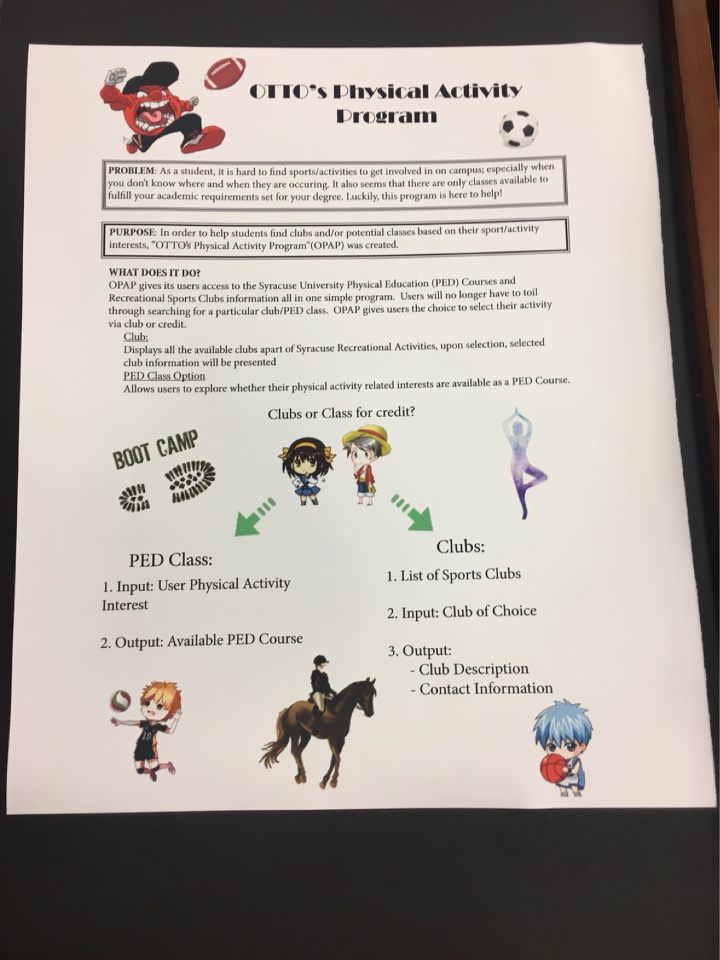 OTTO's Physical Activity
Program
PROBLEM: As a student, it is hard to find sports/activities to get involved in on campus; especially when
you don't know where and when they are occuring. It also seems that there are only classes available to
fulfill your academic requirements set for your degree. Luckily, this program is here to help!
PURPOSE: In order to help students find clubs and/or potential classes based on their sport/activity
interests, "OTTO's Physical Activity Program"(OPAP) was created.
WHAT DOES IT DO?
OPAP gives its users access to the Syracuse University Physical Education (PED) Courses and
Recreational Sports Clubs information all in one simple program. Users will no longer have to toil
through searching for a particular club/PED class. OPAP gives users the choice to select their activity
via club or credit.
Club:
Displays all the available clubs apart of Syracuse Recreational Activities, upon selection, selected
club information will be presented
PED Class Option
Allows users to explore whether their physical activity related interests are available as a PED Course.
Clubs or Class for credit?
BOOT CAMP
PED Class:
1. Input: User Physical Activity
Interest
2. Output: Available PED Course
Clubs:
1. List of Sports Clubs
2. Input: Club of Choice
3. Output:
- Club Description
- Contact Information
10